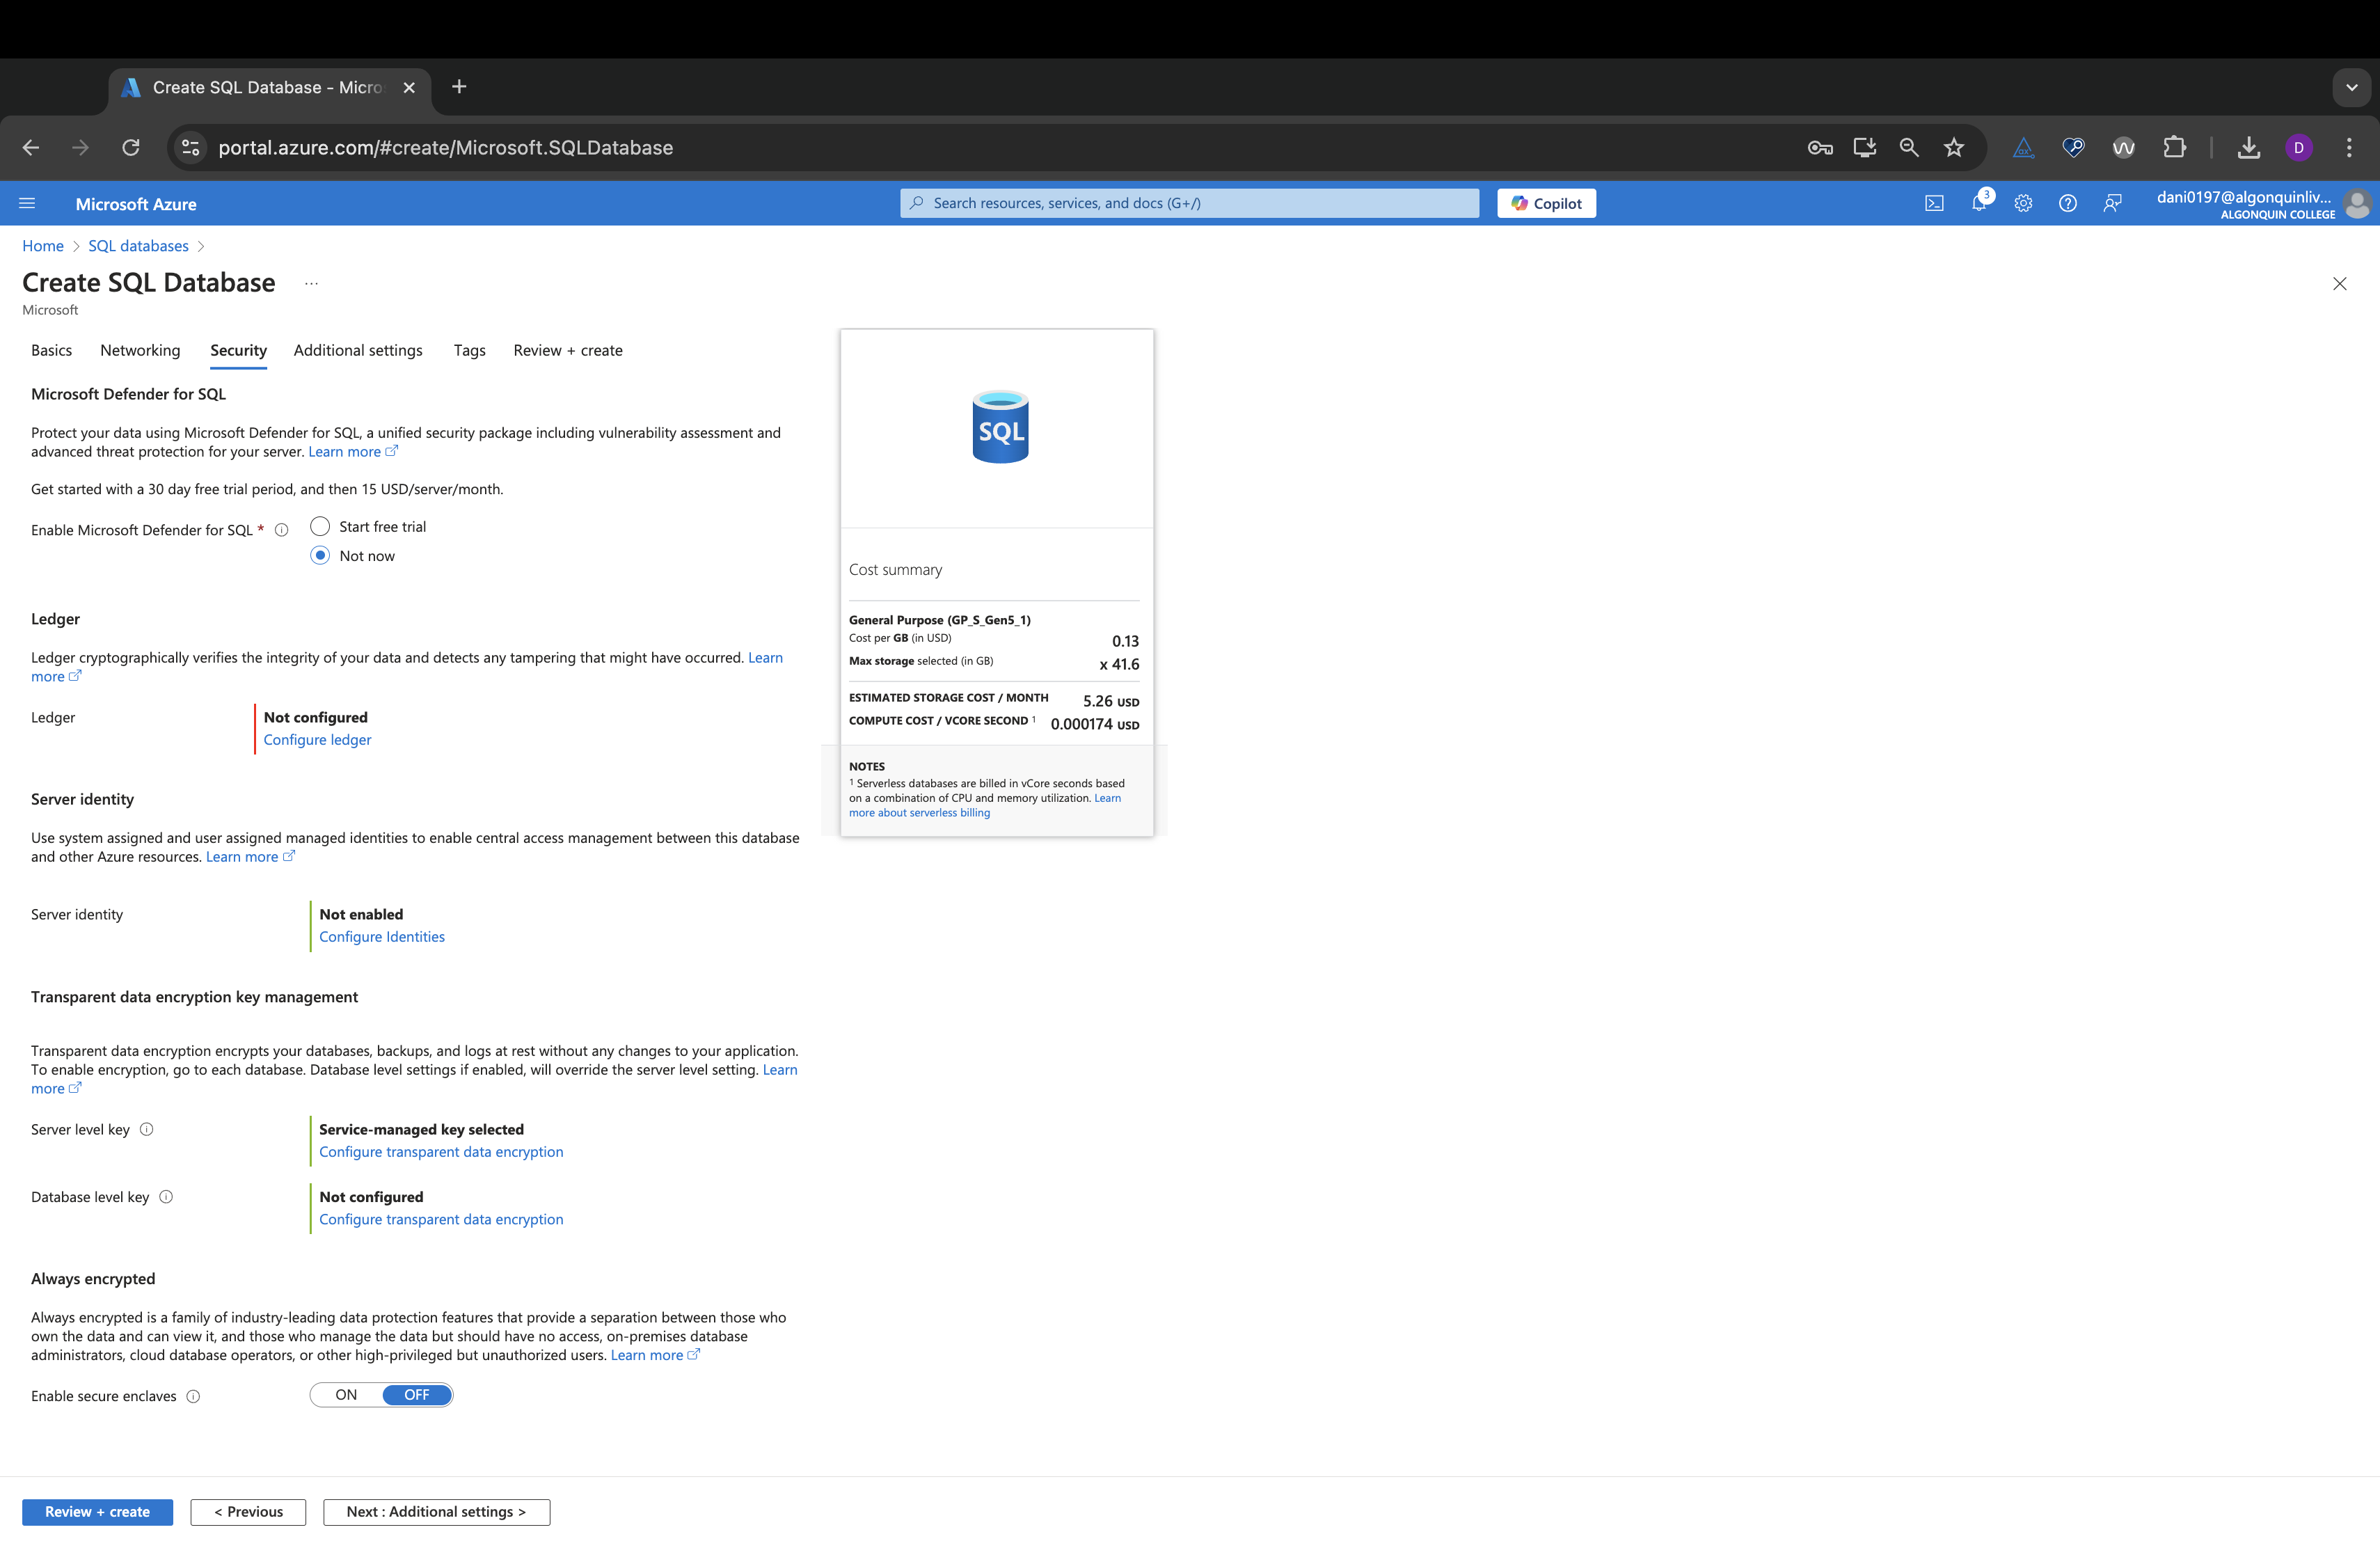 Create SQL Database - Micro
portal.azure.com/#create/Microsoft.SQLDatabase
D
Microsoft Azure
Search resources, services, and docs (G+/)
Copilot
3
dani0197@algonquinliv...
ALGONQUIN COLLEGE
Home > SQL databases >
Create SQL Database ...
Microsoft
Basics Networking Security Additional settings Tags Review + create
Microsoft Defender for SQL
Protect your data using Microsoft Defender for SQL, a unified security package including vulnerability assessment and
advanced threat protection for your server. Learn more
Get started with a 30 day free trial period, and then 15 USD/server/month.
Enable Microsoft Defender for SQL *
Start free trial
Not now
Ledger
Ledger cryptographically verifies the integrity of your data and detects any tampering that might have occurred. Learn
more
Ledger
Not configured
Configure ledger
Server identity
Use system assigned and user assigned managed identities to enable central access management between this database
and other Azure resources. Learn more
Server identity
Not enabled
Configure Identities
Transparent data encryption key management
Transparent data encryption encrypts your databases, backups, and logs at rest without any changes to your application.
To enable encryption, go to each database. Database level settings if enabled, will override the server level setting. Learn
more
Server level key
Service-managed key selected
Configure transparent data encryption
Database level key
Not configured
Configure transparent data encryption
Always encrypted
Always encrypted is a family of industry-leading data protection features that provide a separation between those who
own the data and can view it, and those who manage the data but should have no access, on-premises database
administrators, cloud database operators, or other high-privileged but unauthorized users. Learn more
Enable secure enclaves
ON OFF
SQL
Cost summary
General Purpose (GP_S_Gen5_1)
Cost per GB (in USD) 0.13
Max storage selected (in GB) x 41.6
ESTIMATED STORAGE COST / MONTH 5.26 USD
COMPUTE COST / VCORE SECOND ¹ 0.000174 USD
NOTES
¹ Serverless databases are billed in vCore seconds based
on a combination of CPU and memory utilization. Learn
more about serverless billing
Review + create
< Previous
Next : Additional settings >